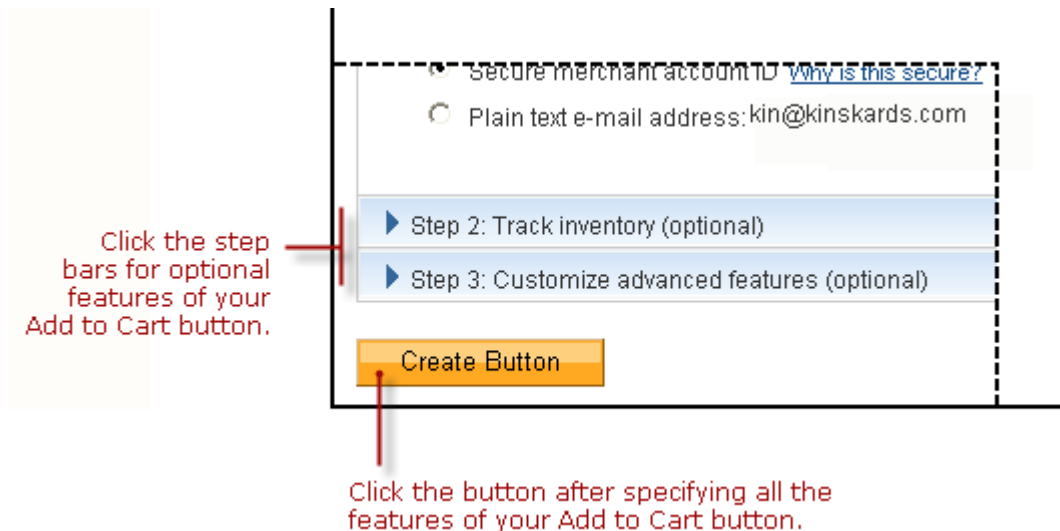 Secure merchant account ID Why is this secure?
Plain text e-mail address: kin@kinskards.com
Step 2: Track inventory (optional)
Step 3: Customize advanced features (optional)
Click the step
bars for optional
features of your
Add to Cart button.
Create Button
Click the button after specifying all the
features of your Add to Cart button.